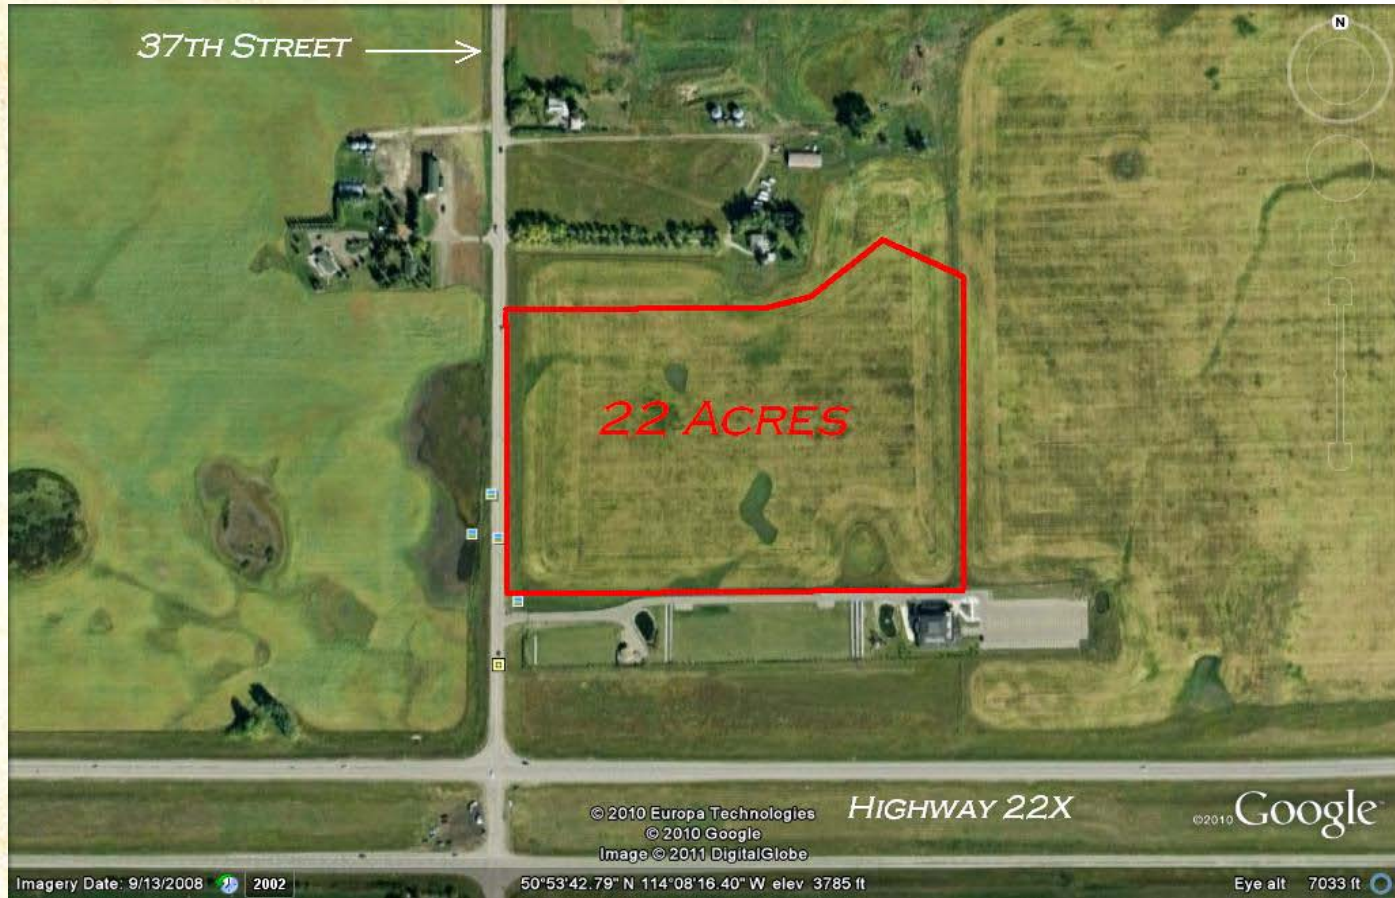 37TH STREET
N
22 ACRES
© 2010 Europa Technologies
© 2010 Google
Image © 2011 DigitalGlobe
HIGHWAY 22X
©2010 Google
Imagery Date: 9/13/2008 2002 50°53'42.79" N 114°08'16.40" W elev 3785 ft Eye alt 7033 ft